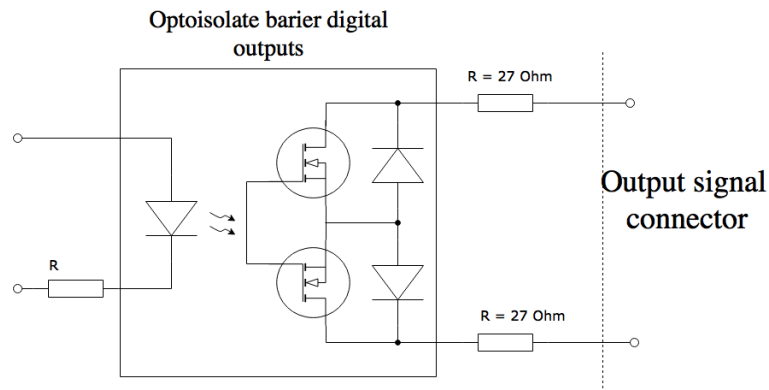 Optoisolate barier digital
outputs
R = 27 Ohm
Output signal
connector
R
R = 27 Ohm